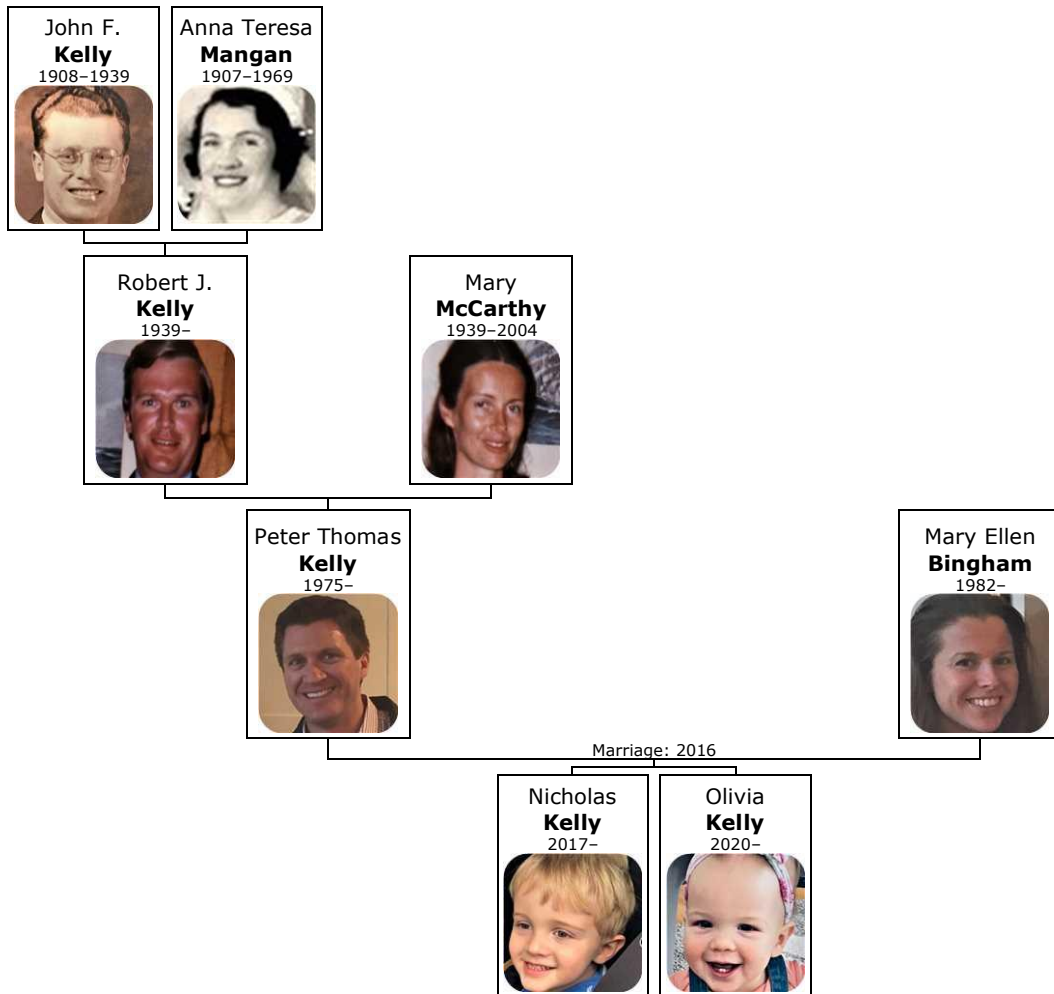 John F.
Kelly
1908–1939
Anna Teresa
Mangan
1907–1969
Robert J.
Kelly
1939–
Mary
McCarthy
1939–2004
Peter Thomas
Kelly
1975–
Mary Ellen
Bingham
1982–
Marriage: 2016
Nicholas
Kelly
2017–
Olivia
Kelly
2020–